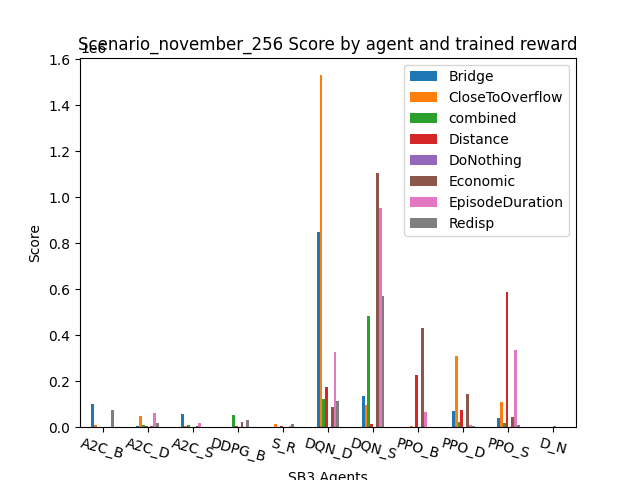 Scenario_november_256 Score by agent and trained reward
1e6
1.6
1.4
1.2
1.0
0.8
0.6
0.4
0.2
0.0
Score
Bridge
CloseToOverflow
combined
Distance
DoNothing
Economic
EpisodeDuration
Redisp
A2C_B A2C_D A2C_S DDPG_B S_R DQN_D DQN_S PPO_B PPO_D PPO_S D_N
SB3 Agents